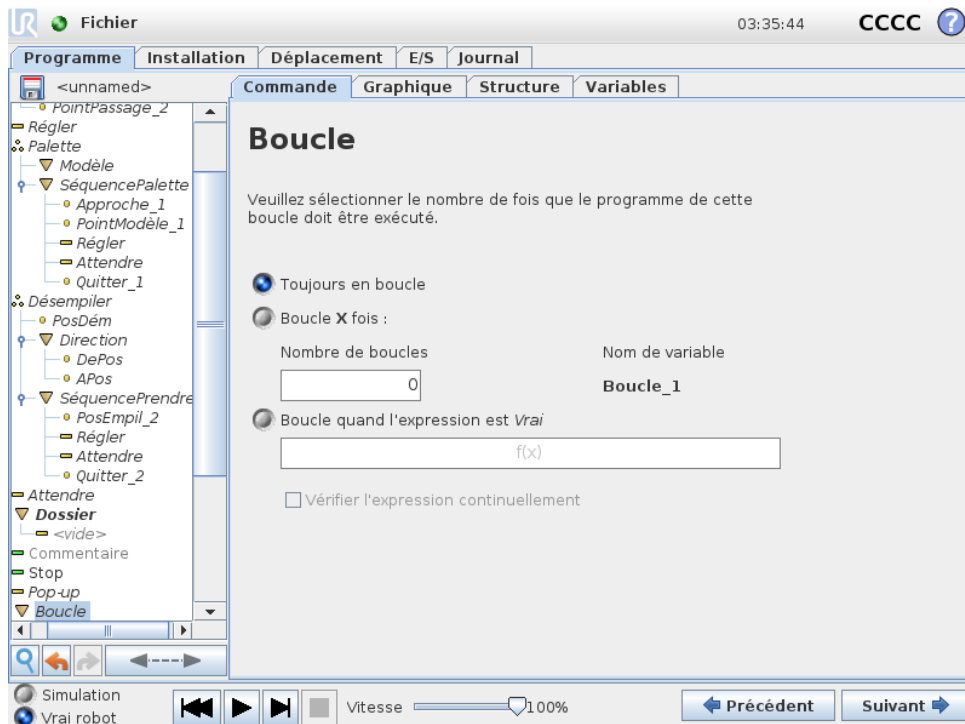 UR Fichier 03:35:44 CCCC ?
Programme Installation Déplacement E/S Journal
<unnamed>
Commande Graphique Structure Variables
PointPassage_2
Régler
Palette
Modèle
SéquencePalette
Approche_1
PointModèle_1
Régler
Attendre
Quitter_1
Désempiler
PosDém
Direction
DePos
APos
SéquencePrendre
PosEmpil_2
Régler
Attendre
Quitter_2
Attendre
Dossier
<vide>
Commentaire
Stop
Pop-up
Boucle
Boucle
Veuillez sélectionner le nombre de fois que le programme de cette
boucle doit être exécuté.
Toujours en boucle
Boucle X fois :
Nombre de boucles Nom de variable
0 Boucle_1
Boucle quand l'expression est Vrai
f(x)
Vérifier l'expression continuellement
Simulation
Vrai robot
Vitesse 100%
Précédent Suivant